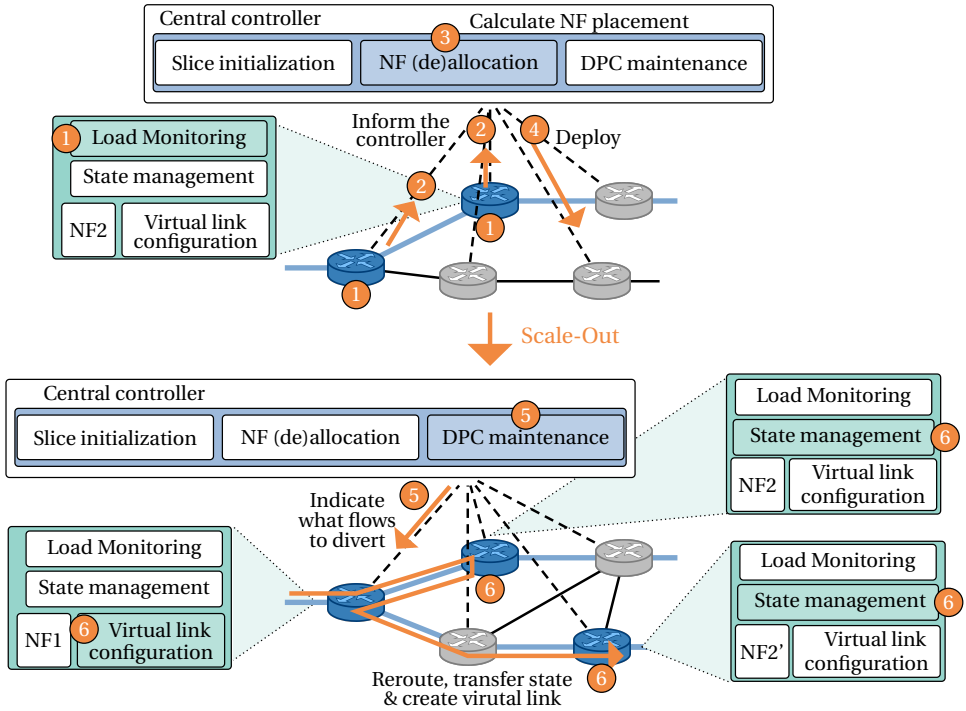 Central controller
Calculate NF placement
3
Slice initialization
NF (de)allocation
DPC maintenance
1
Load Monitoring
State management
NF2
Virtual link
configuration
Inform the
controller
2
2
4
Deploy
1
1
Scale-Out
Central controller
5
Slice initialization
NF (de)allocation
DPC maintenance
Load Monitoring
State management
6
NF2
Virtual link
configuration
Indicate
what flows
to divert
5
Load Monitoring
State management
NF1
6
Virtual link
configuration
6
6
Load Monitoring
State management
6
NF2'
Virtual link
configuration
Reroute, transfer state
& create virutal link